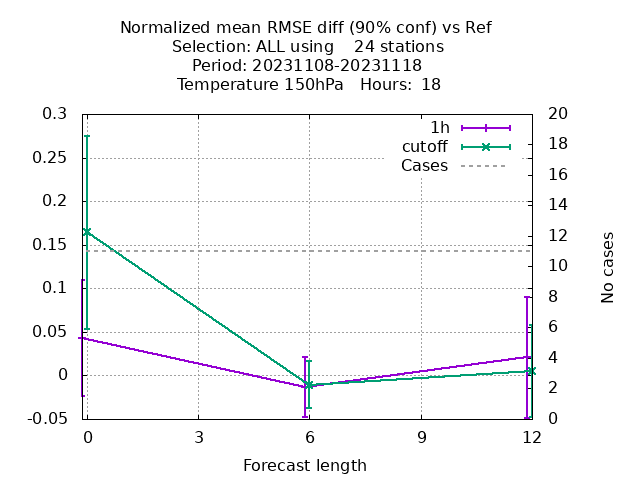 Normalized mean RMSE diff (90% conf) vs Ref
Selection: ALL using    24 stations
Period: 20231108-20231118
Temperature 150hPa   Hours:  18
0.3
0.25
0.2
0.15
0.1
0.05
0
-0.05
1h
cutoff
Cases
20
18
16
14
12
10
8
6
4
2
0
No cases
0 3 6 9 12
Forecast length